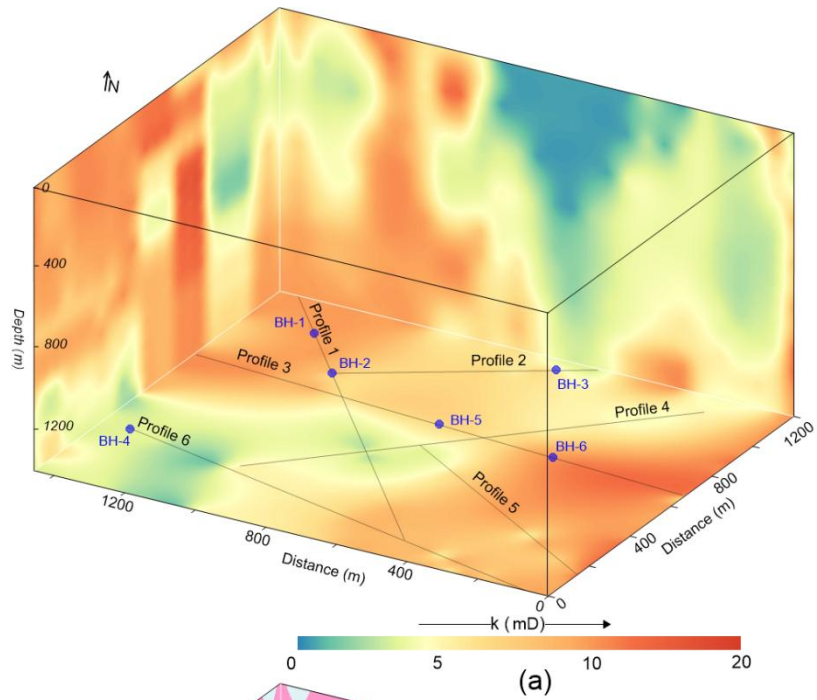 N
0
400
800
1200
Depth (m)
BH-1
Profile 1
BH-2
Profile 3
Profile 2
BH-3
Profile 4
BH-5
BH-4
Profile 6
BH-6
Profile 5
1200
800
400
0
Distance (m)
0
400
800
1200
Distance (m)
k (mD)
0 5 10 20
(a)